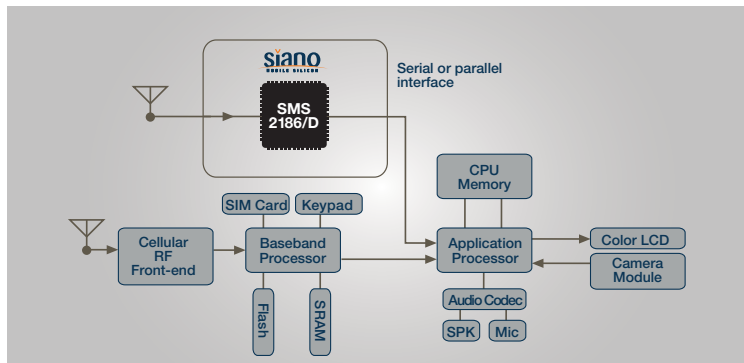 siano
MOBILE SILICON
Serial or parallel
interface
SMS
2186/D
CPU
Memory
SIM Card
Keypad
Cellular
RF
Front-end
Baseband
Processor
Application
Processor
Color LCD
Camera
Module
Flash
SRAM
Audio Codec
SPK
Mic